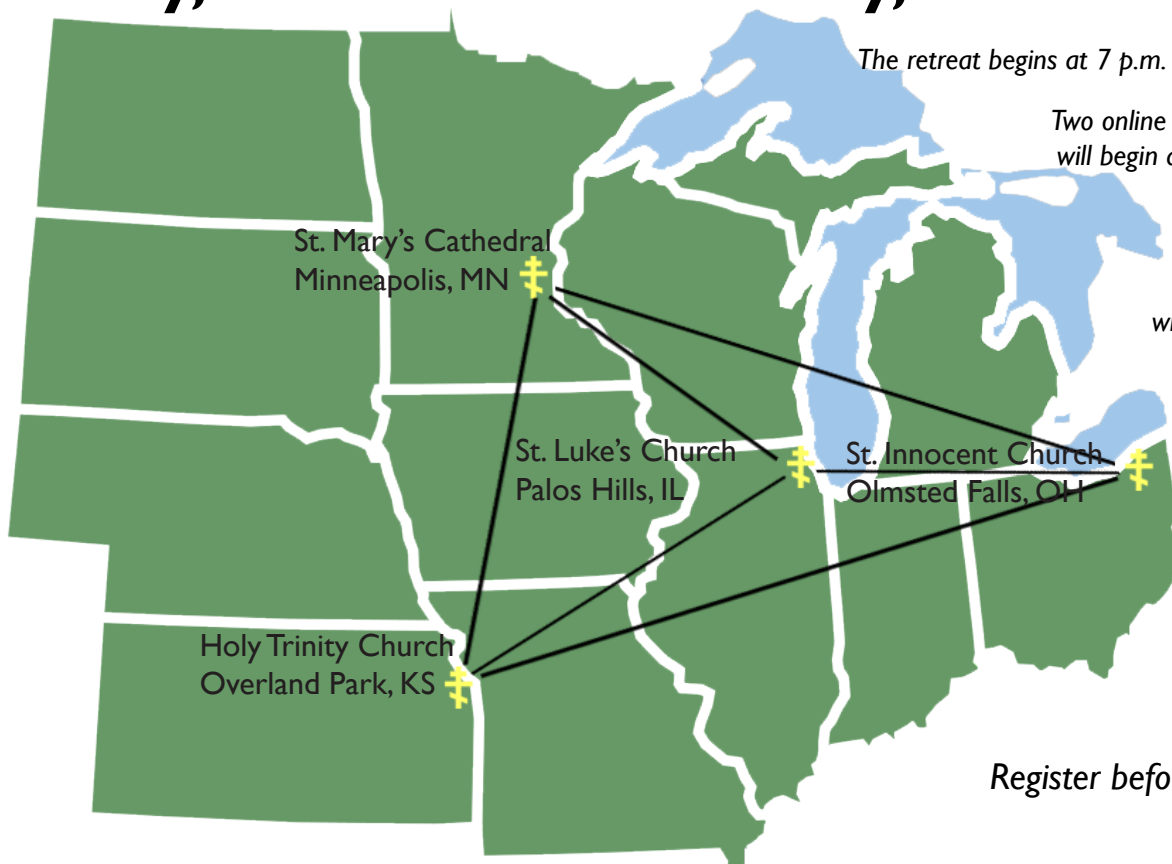 The retreat begins at 7 p.m.
Two online
will begin
St. Mary's Cathedral
Minneapolis, MN
St. Luke's Church
Palos Hills, IL
St. Innocent Church
Olmsted Falls, OH
Holy Trinity Church
Overland Park, KS
Register